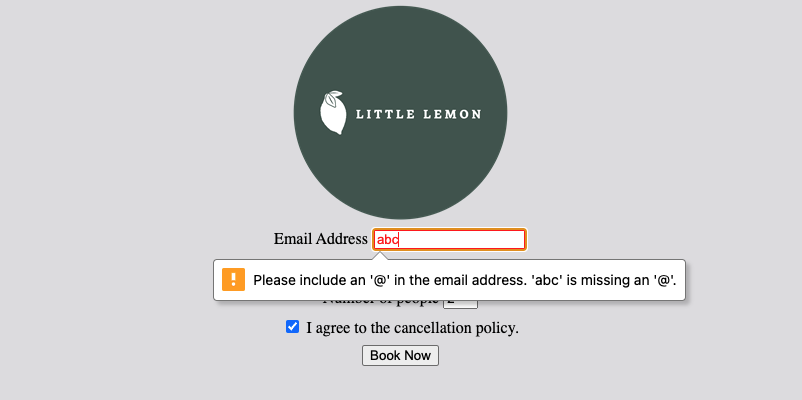 LITTLE LEMON
Email Address abc
Please include an '@' in the email address. 'abc' is missing an '@'.
Number of people 2
I agree to the cancellation policy.
Book Now